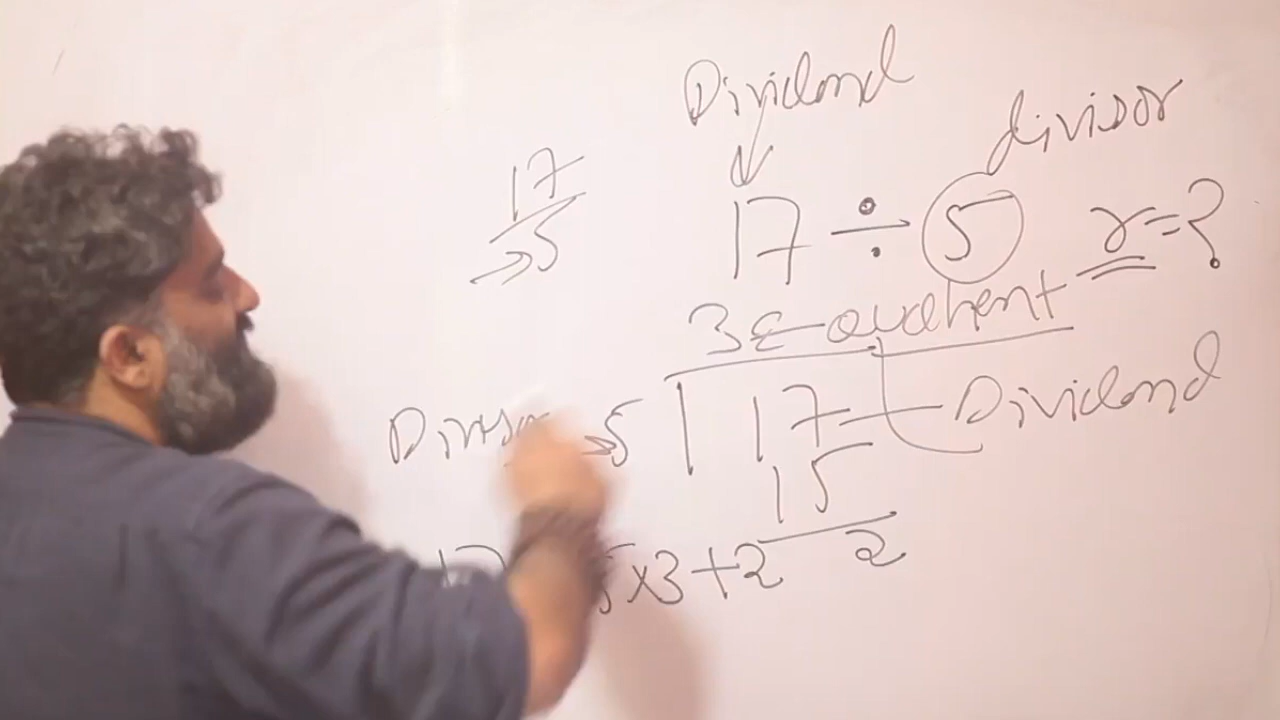 Dividend
divisor
17
5
17 ÷ 5 r=?
3 ← quotient
Divisor → 5 17 Dividend
15
2
17 5×3+2